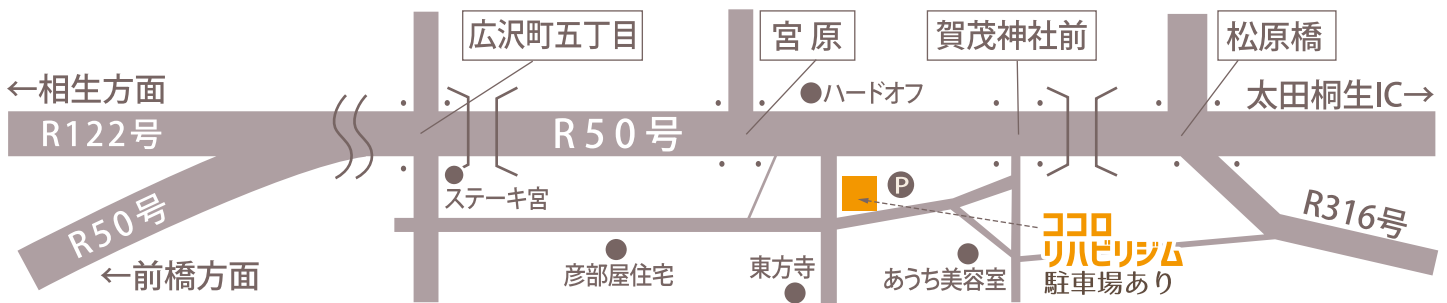 広沢町五丁目
宮原
賀茂神社前
松原橋
←相生方面
ハードオフ
太田桐生IC→
R122号
R50号
P
ステーキ宮
R50号
R316号
ココロ
リハビリジム
駐車場あり
←前橋方面
彦部屋住宅
東方寺
あうち美容室